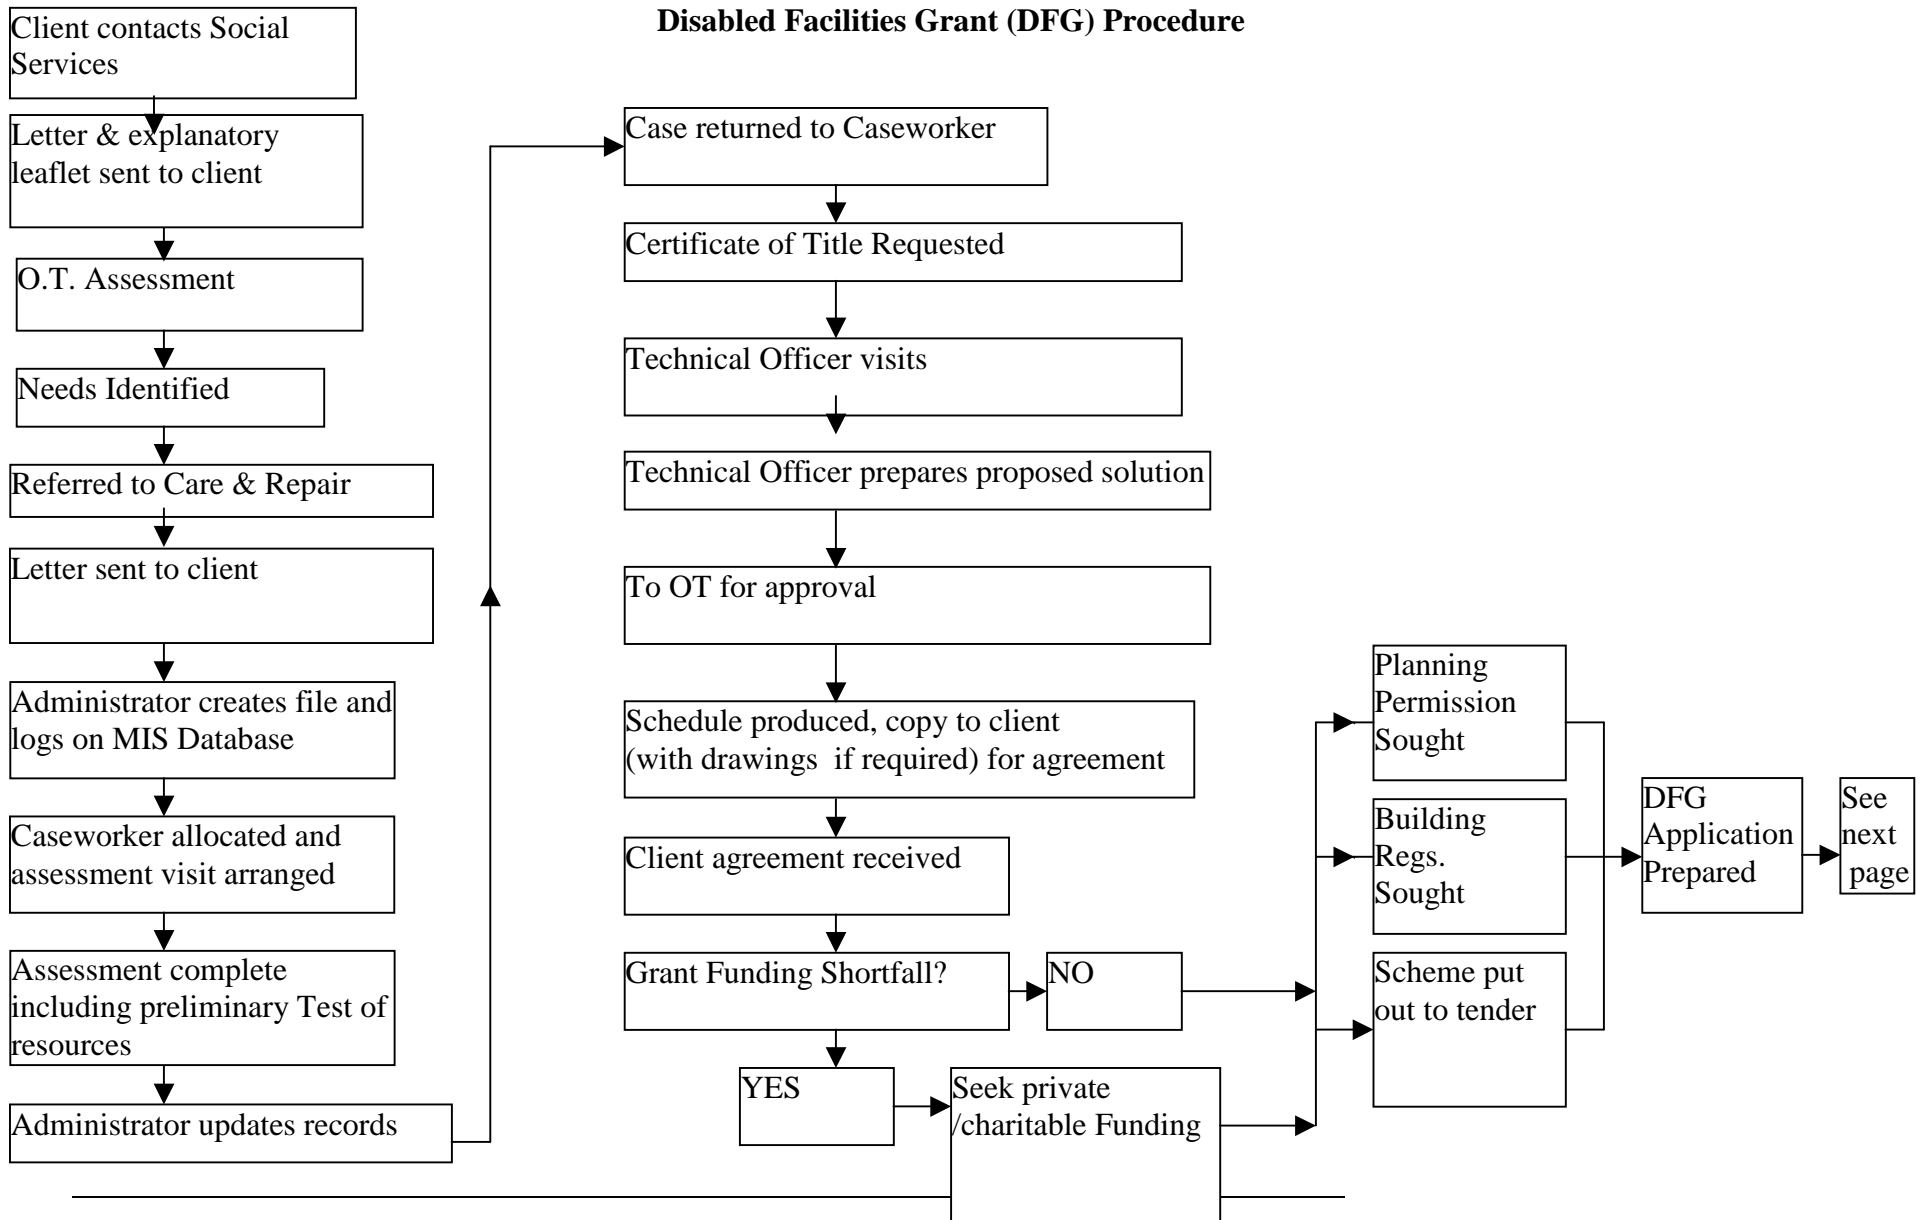 Disabled Facilities Grant (DFG) Procedure
Client contacts Social
Services
Letter & explanatory
leaflet sent to client
O.T. Assessment
Needs Identified
Referred to Care & Repair
Letter sent to client
Administrator creates file and
logs on MIS Database
Caseworker allocated and
assessment visit arranged
Assessment complete
including preliminary Test of
resources
Administrator updates records
Case returned to Caseworker
Certificate of Title Requested
Technical Officer visits
Technical Officer prepares proposed solution
To OT for approval
Schedule produced, copy to client
(with drawings if required) for agreement
Client agreement received
Grant Funding Shortfall?
NO
YES
Seek private
/charitable Funding
Planning
Permission
Sought
Building
Regs.
Sought
Scheme put
out to tender
DFG
Application
Prepared
See
next
page